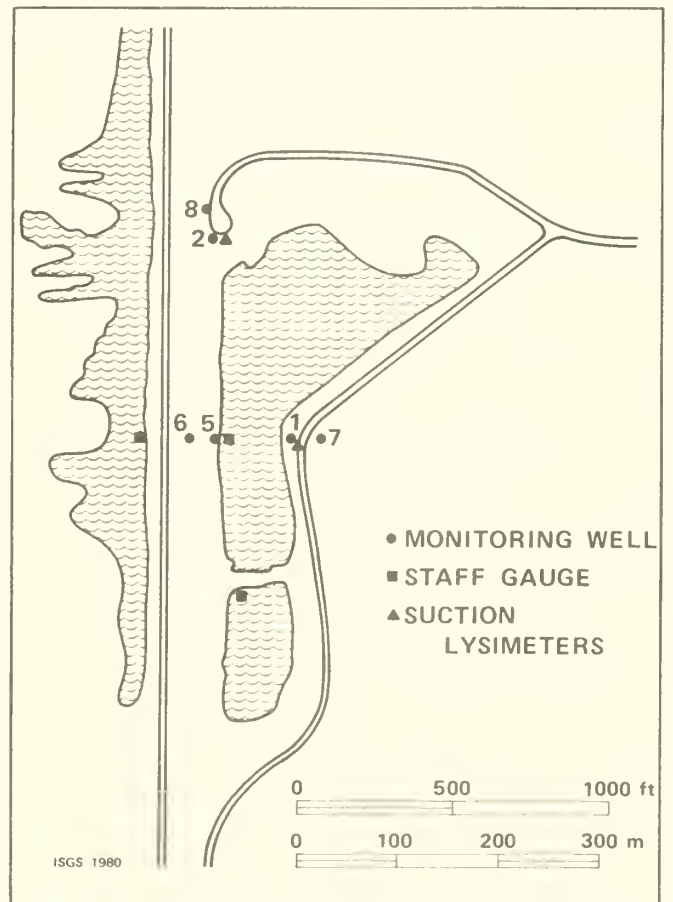 8
2
6 5 1 7
MONITORING WELL
STAFF GAUGE
SUCTION
LYSIMETERS
0 500 1000 ft
0 100 200 300 m
ISGS 1980